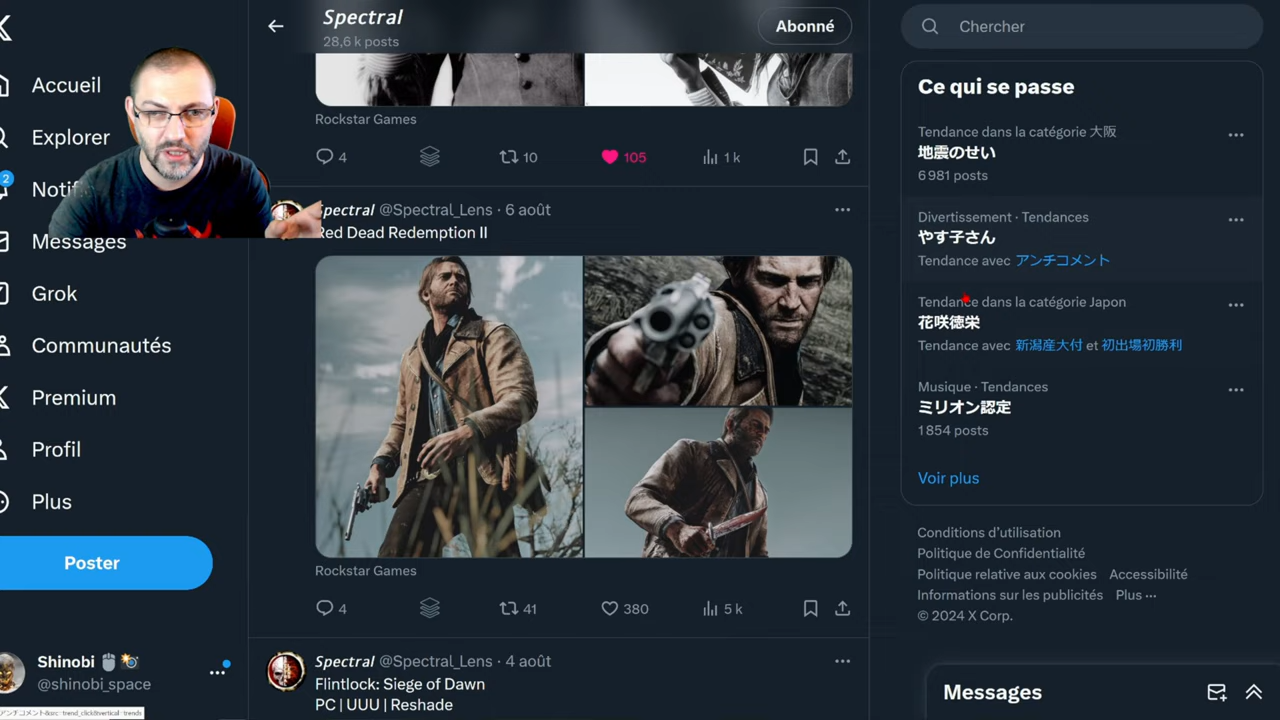 Accueil
Explorer
2
Notifi
Messages
Grok
Communautés
Premium
Profil
Plus
Poster
Shinobi
@shinobi_space
Spectral
28,6 k posts
Abonné
Rockstar Games
4
10
105
1 k
Spectral @Spectral_Lens · 6 août
Red Dead Redemption II
Rockstar Games
4
41
380
5 k
Spectral @Spectral_Lens · 4 août
Flintlock: Siege of Dawn
PC | UUU | Reshade
Chercher
Ce qui se passe
Tendance dans la catégorie 大阪
地震のせい
6 981 posts
Divertissement · Tendances
やす子さん
Tendance avec アンチコメント
Tendance dans la catégorie Japon
花咲徳栄
Tendance avec 新潟産大付 et 初出場初勝利
Musique · Tendances
ミリオン認定
1 854 posts
Voir plus
Conditions d'utilisation
Politique de Confidentialité
Politique relative aux cookies Accessibilité
Informations sur les publicités Plus ···
© 2024 X Corp.
Messages